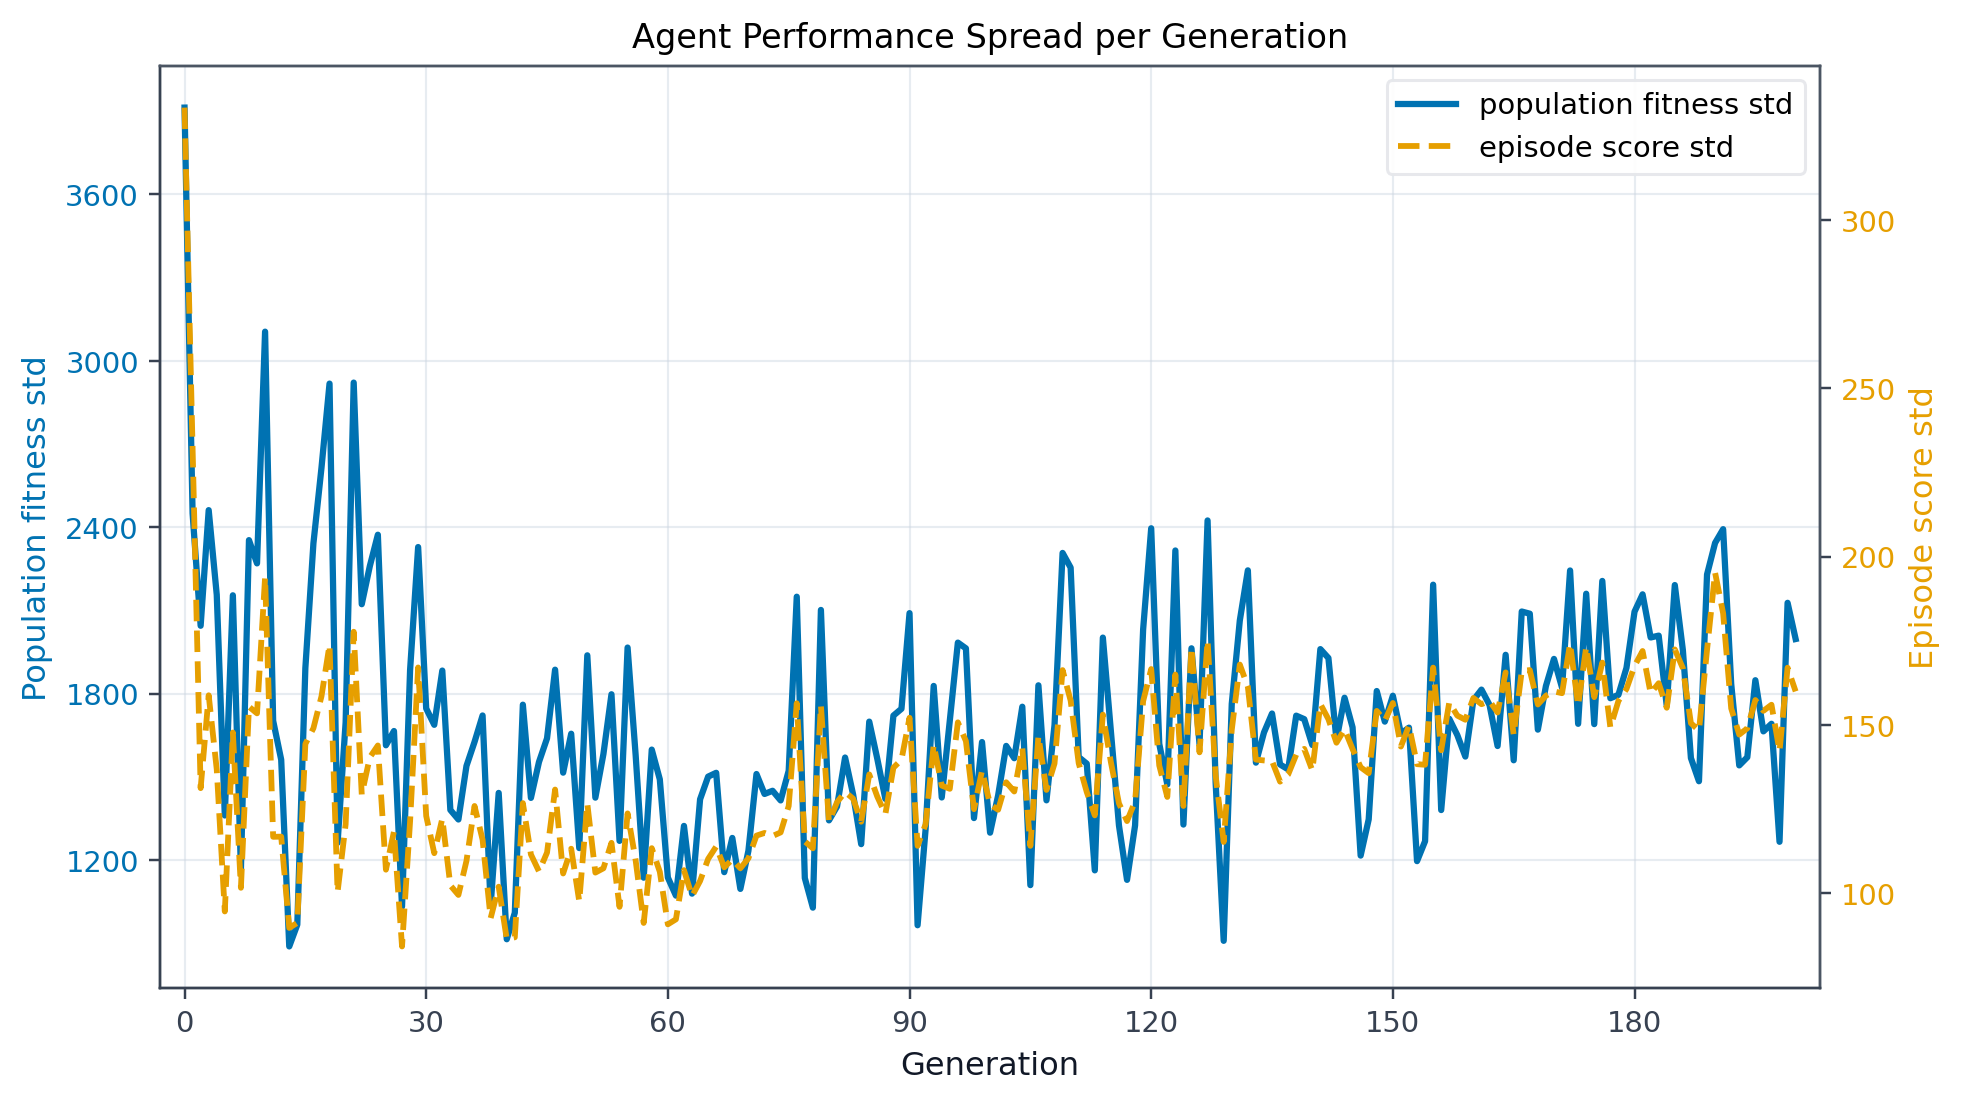 Agent Performance Spread per Generation
population fitness std
episode score std
Population fitness std
3600
3000
2400
1800
1200
300
250
200
150
100
Episode score std
0
30
60
90
120
150
180
Generation